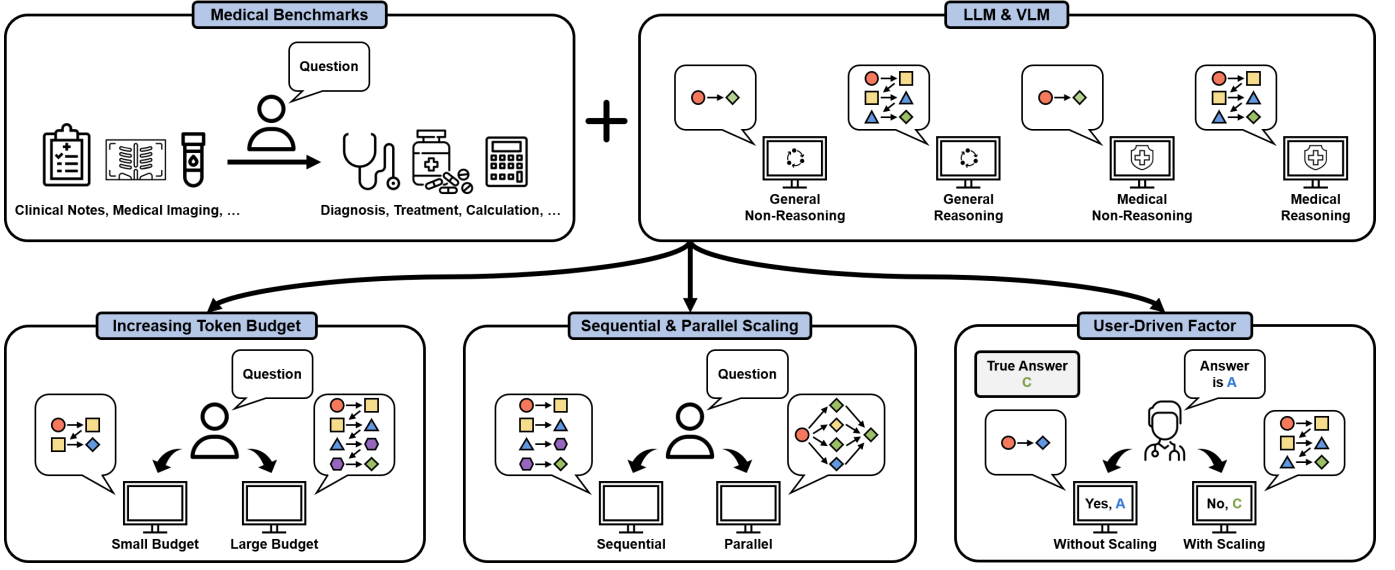 Medical Benchmarks
Question
Clinical Notes, Medical Imaging, ...
Diagnosis, Treatment, Calculation, ...
LLM & VLM
General
Non-Reasoning
General
Reasoning
Medical
Non-Reasoning
Medical
Reasoning
Increasing Token Budget
Question
Small Budget
Large Budget
Sequential & Parallel Scaling
Question
Sequential
Parallel
User-Driven Factor
True Answer
C
Answer
is A
Yes, A
No, C
Without Scaling
With Scaling